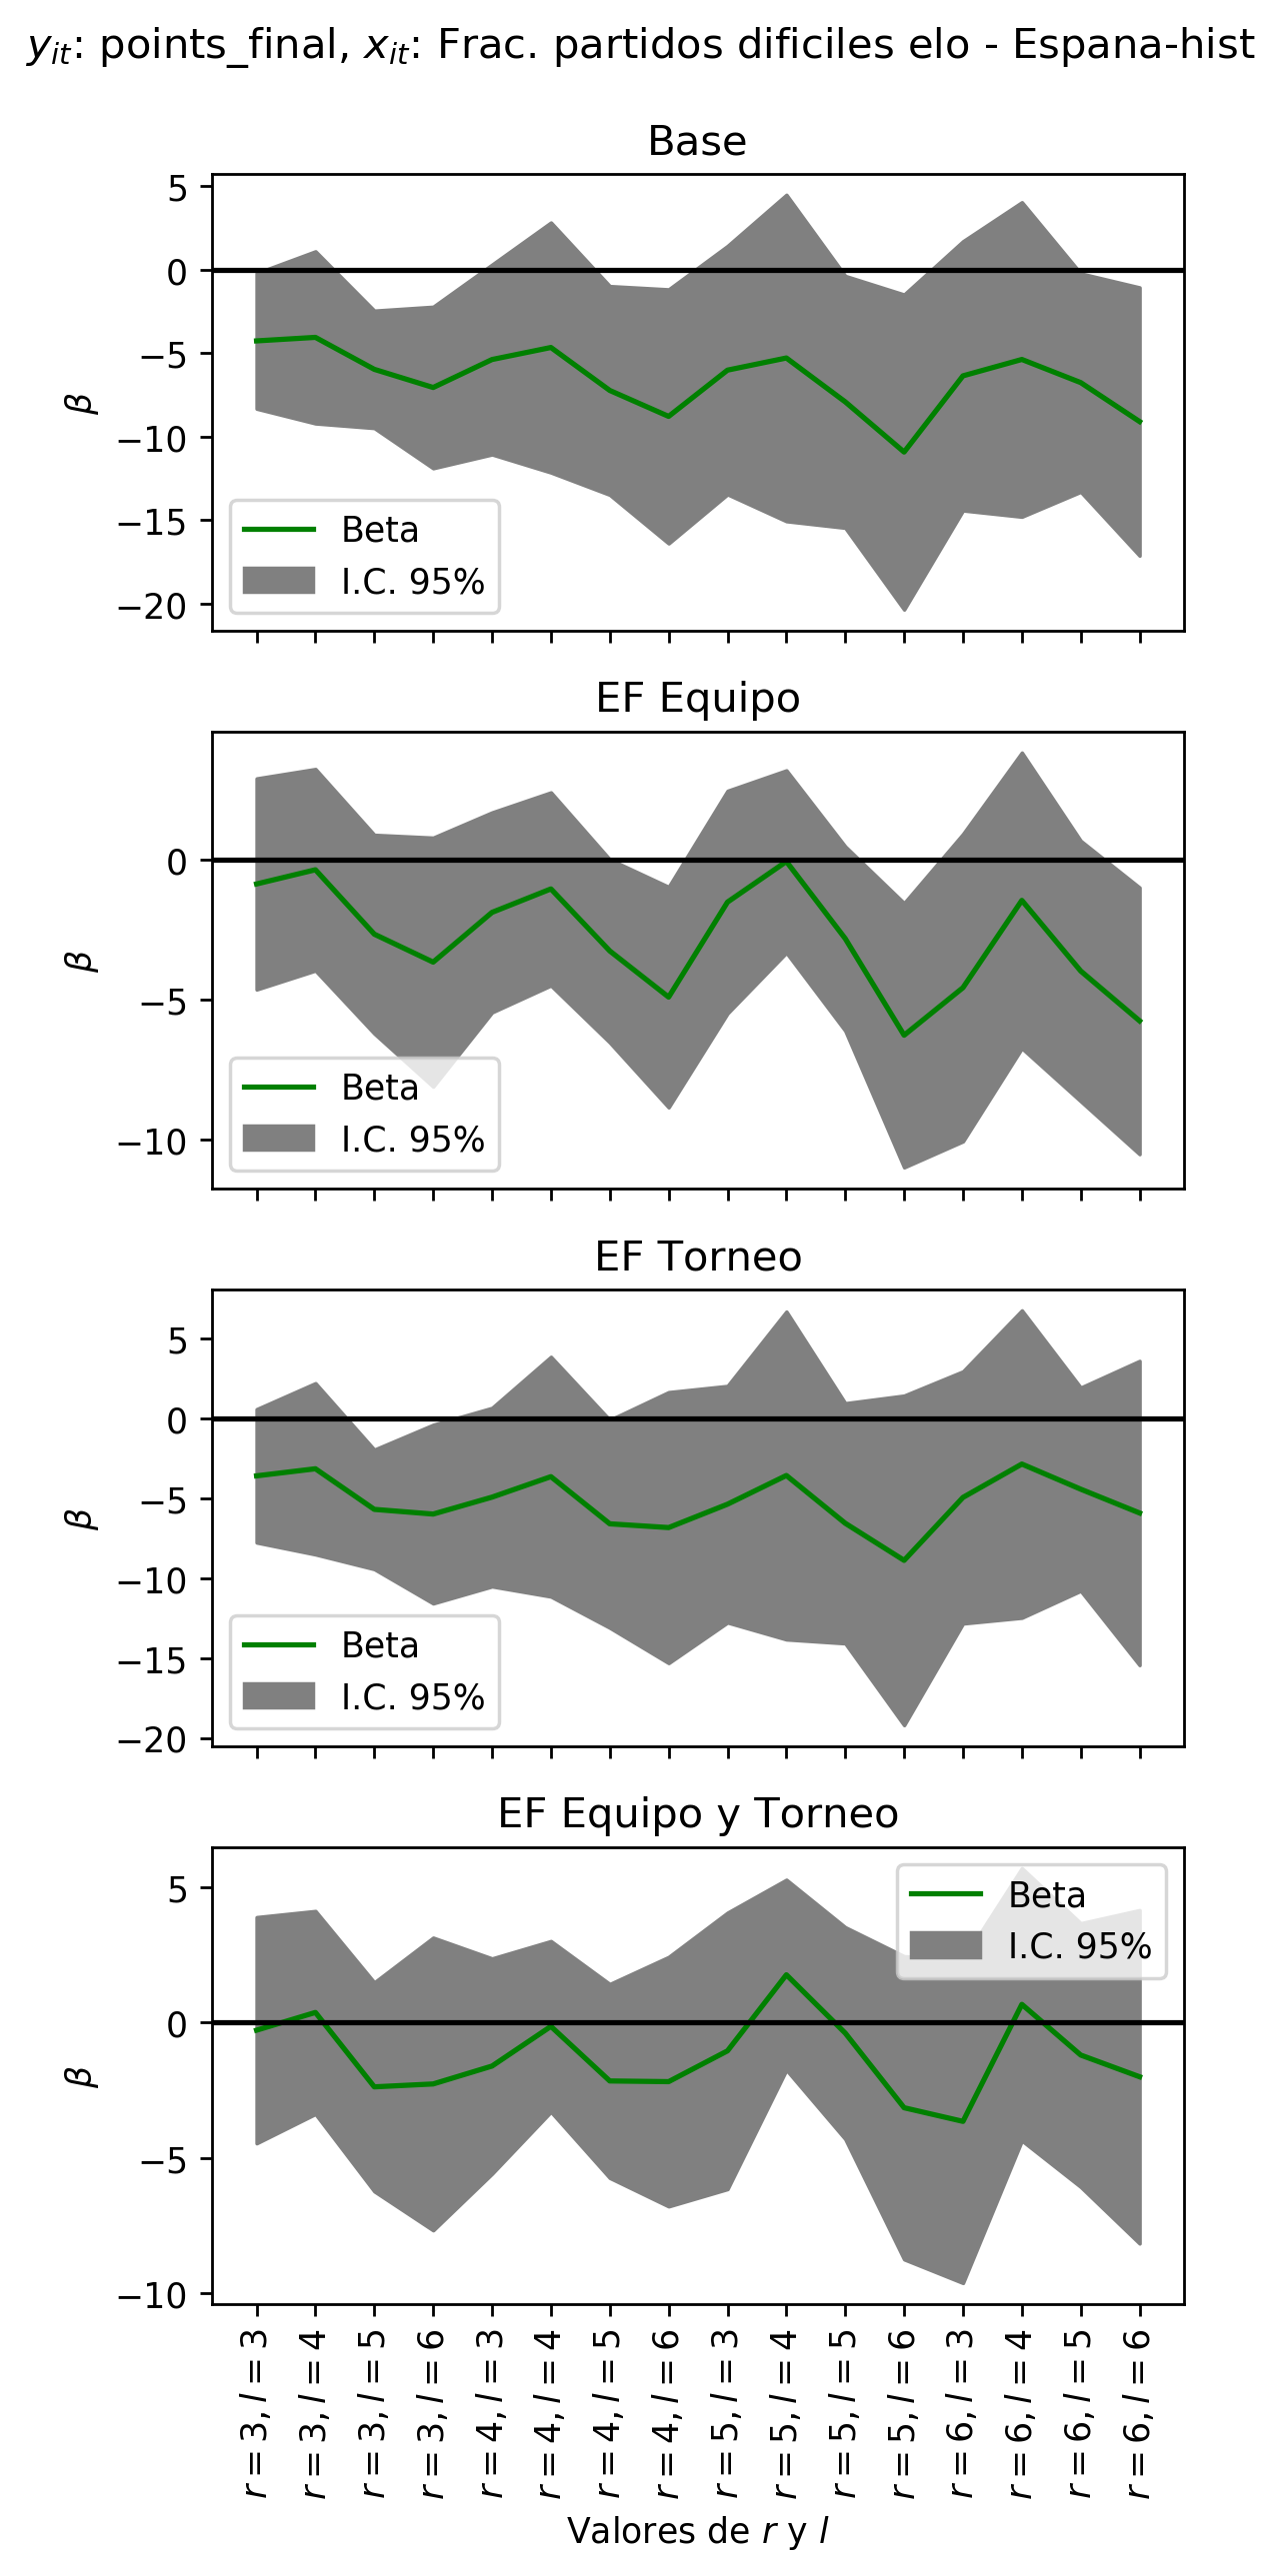 y_it: points_final, x_it: Frac. partidos dificiles elo - Espana-hist
Base
5
0
−5
−10
−15
−20
β
Beta
I.C. 95%
EF Equipo
0
−5
−10
β
Beta
I.C. 95%
EF Torneo
5
0
−5
−10
−15
−20
β
Beta
I.C. 95%
EF Equipo y Torneo
5
0
−5
−10
β
Beta
I.C. 95%
r = 3, l = 3
r = 3, l = 4
r = 3, l = 5
r = 3, l = 6
r = 4, l = 3
r = 4, l = 4
r = 4, l = 5
r = 4, l = 6
r = 5, l = 3
r = 5, l = 4
r = 5, l = 5
r = 5, l = 6
r = 6, l = 3
r = 6, l = 4
r = 6, l = 5
r = 6, l = 6
Valores de r y l